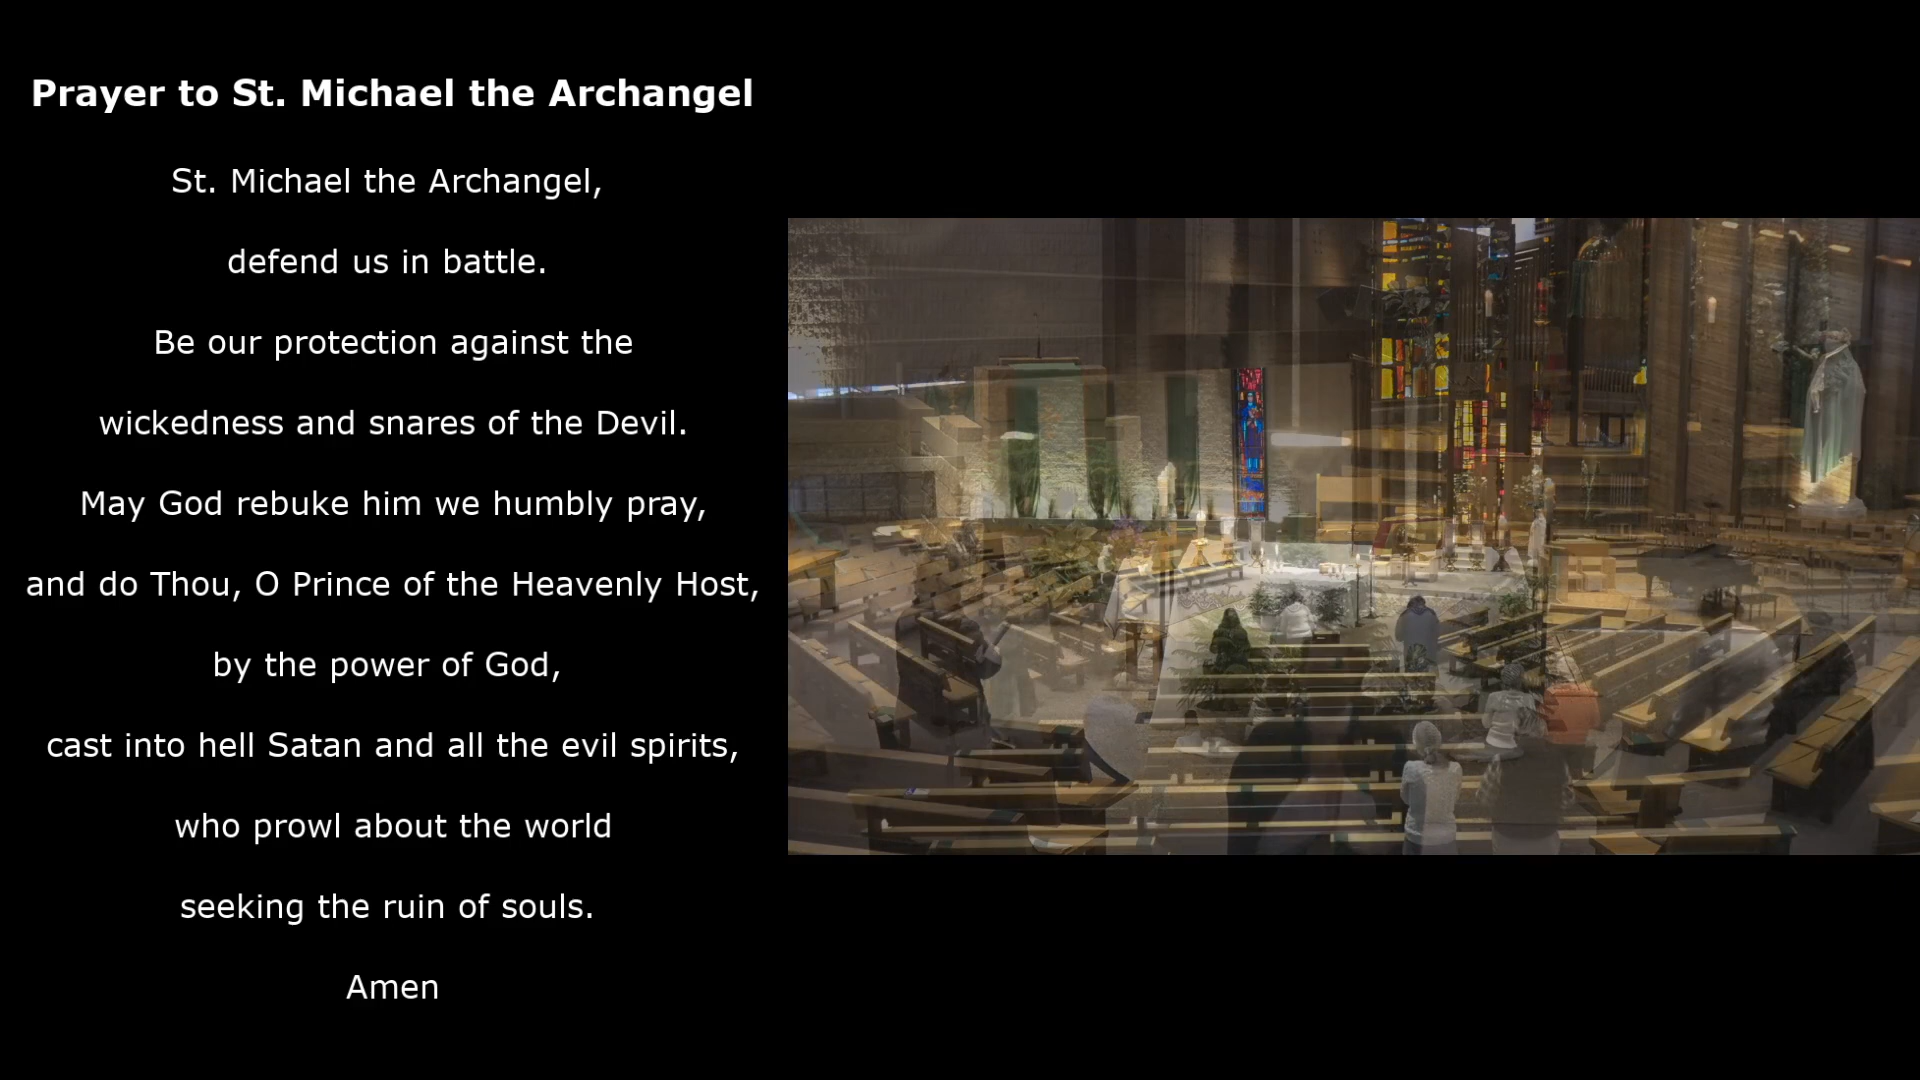 Prayer to St. Michael the Archangel
St. Michael the Archangel,
defend us in battle.
Be our protection against the
wickedness and snares of the Devil.
May God rebuke him we humbly pray,
and do Thou, O Prince of the Heavenly Host,
by the power of God,
cast into hell Satan and all the evil spirits,
who prowl about the world
seeking the ruin of souls.
Amen